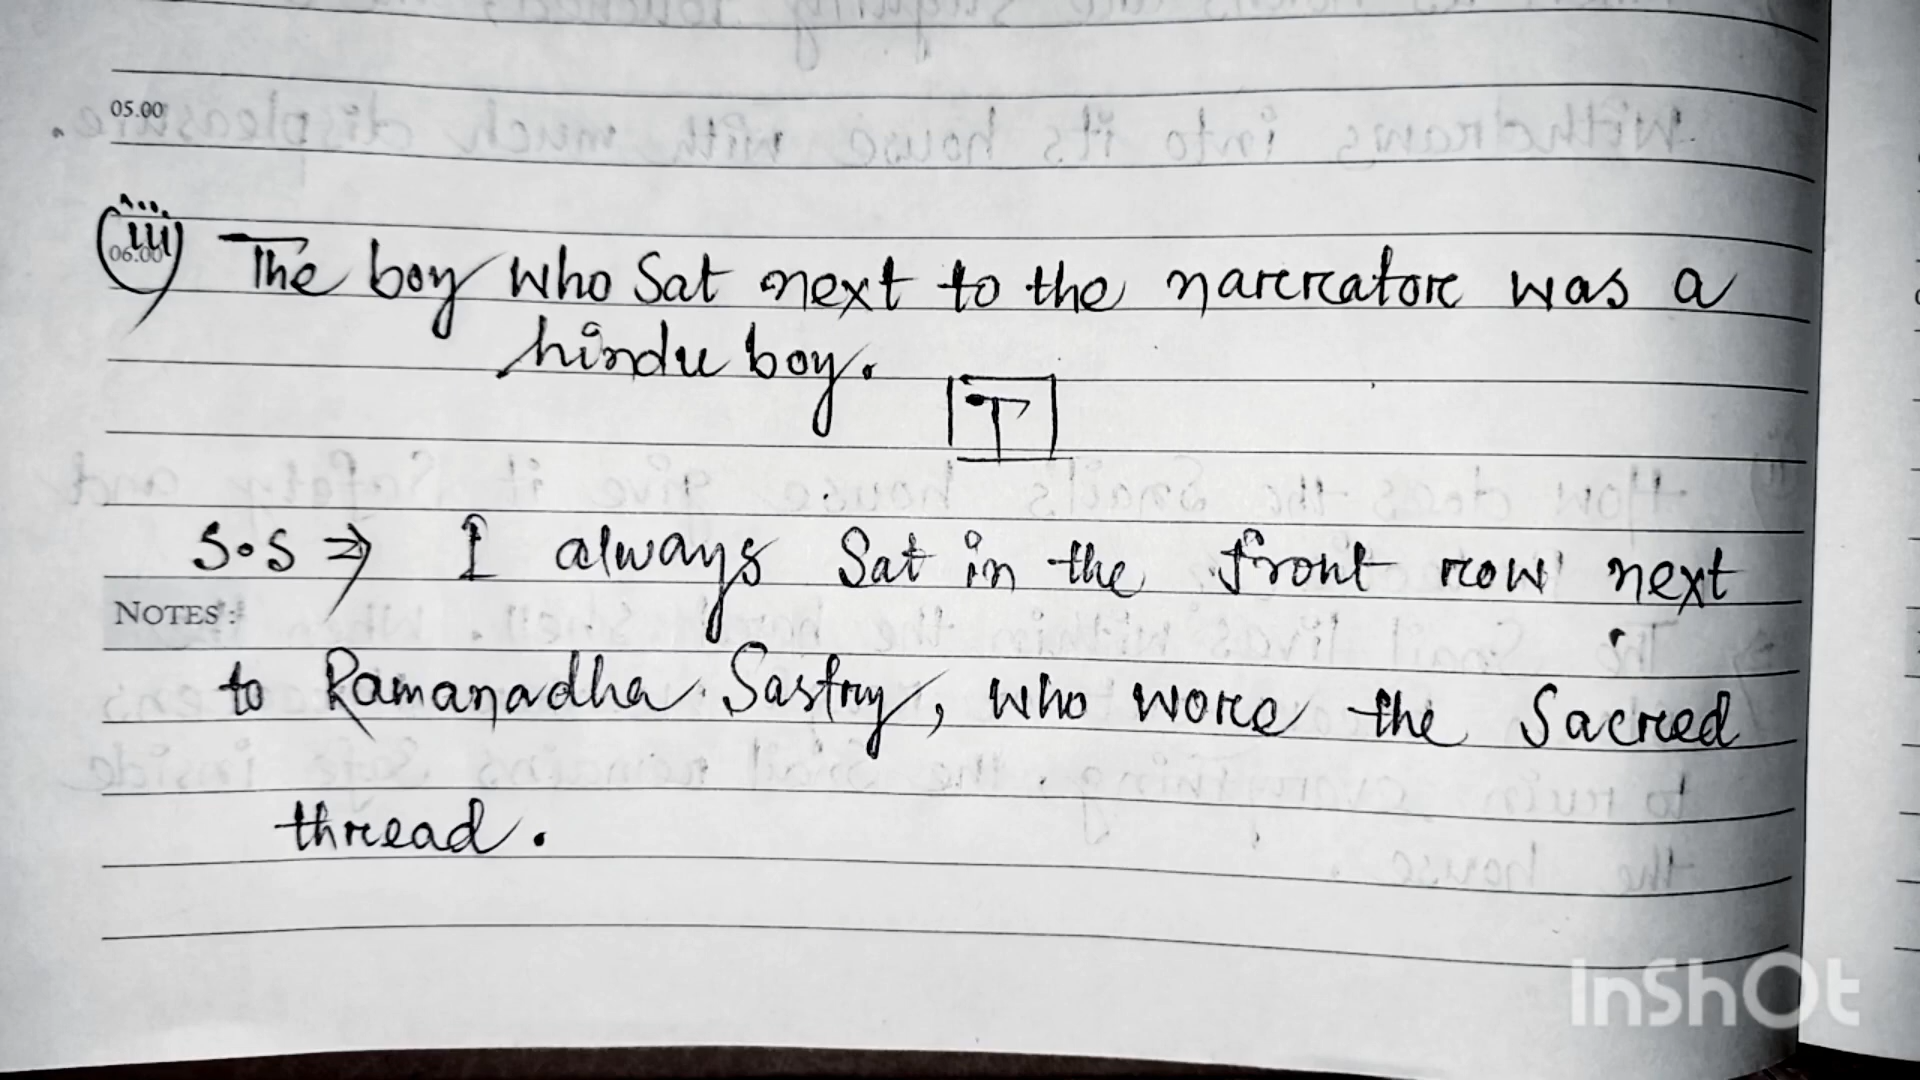 05.00
iii)
06.00
The boy who Sat next to the narrator was a
hindu boy.
T
S.S ⇒ I always Sat in the front row next
NOTES :
to Ramanadha Sastry, who wore the Sacred
thread.
InShOt